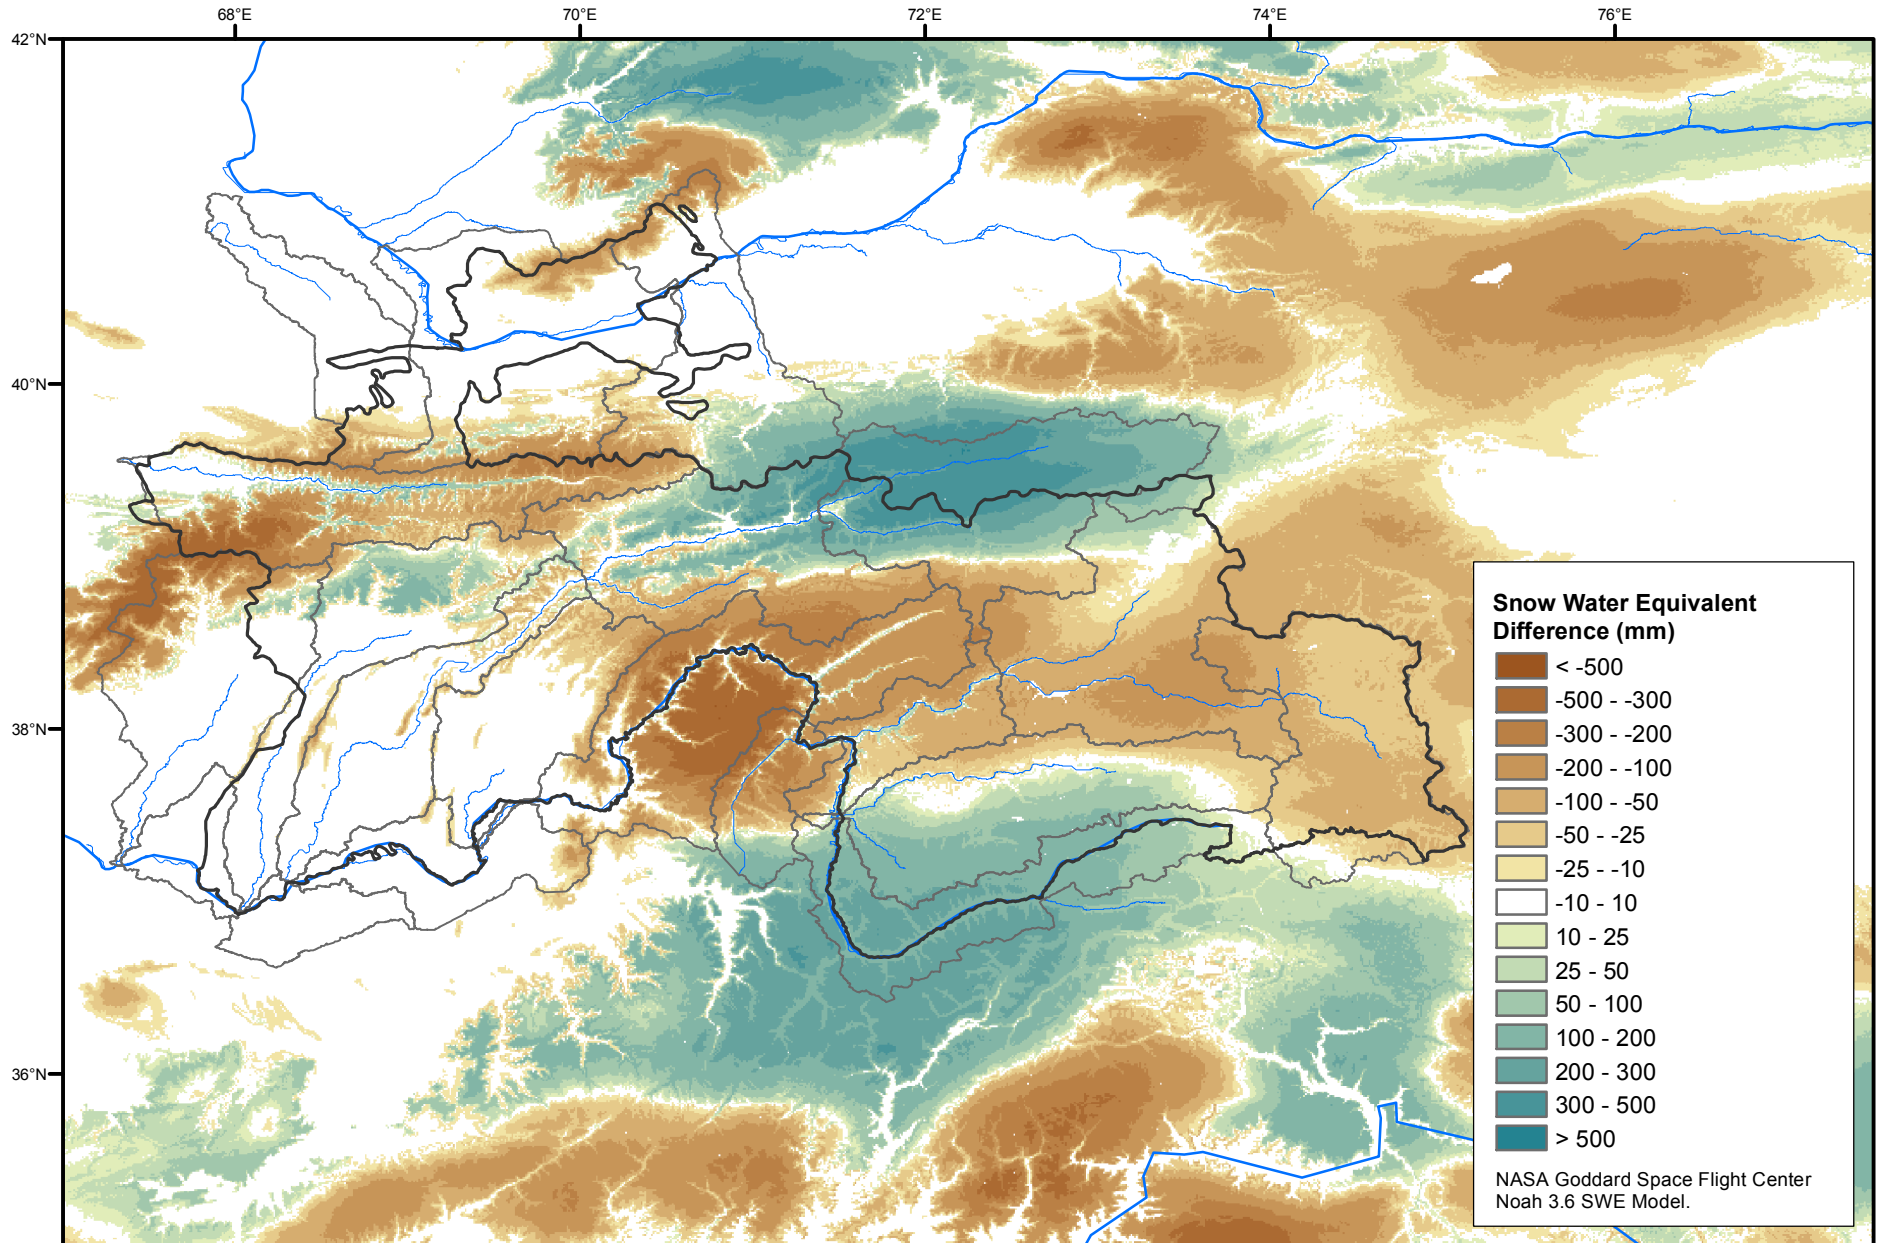 68°E
70°E
72°E
74°E
76°E
42°N
40°N
38°N
36°N
Snow Water Equivalent
Difference (mm)
< -500
-500 - -300
-300 - -200
-200 - -100
-100 - -50
-50 - -25
-25 - -10
-10 - 10
10 - 25
25 - 50
50 - 100
100 - 200
200 - 300
300 - 500
> 500
NASA Goddard Space Flight Center
Noah 3.6 SWE Model.